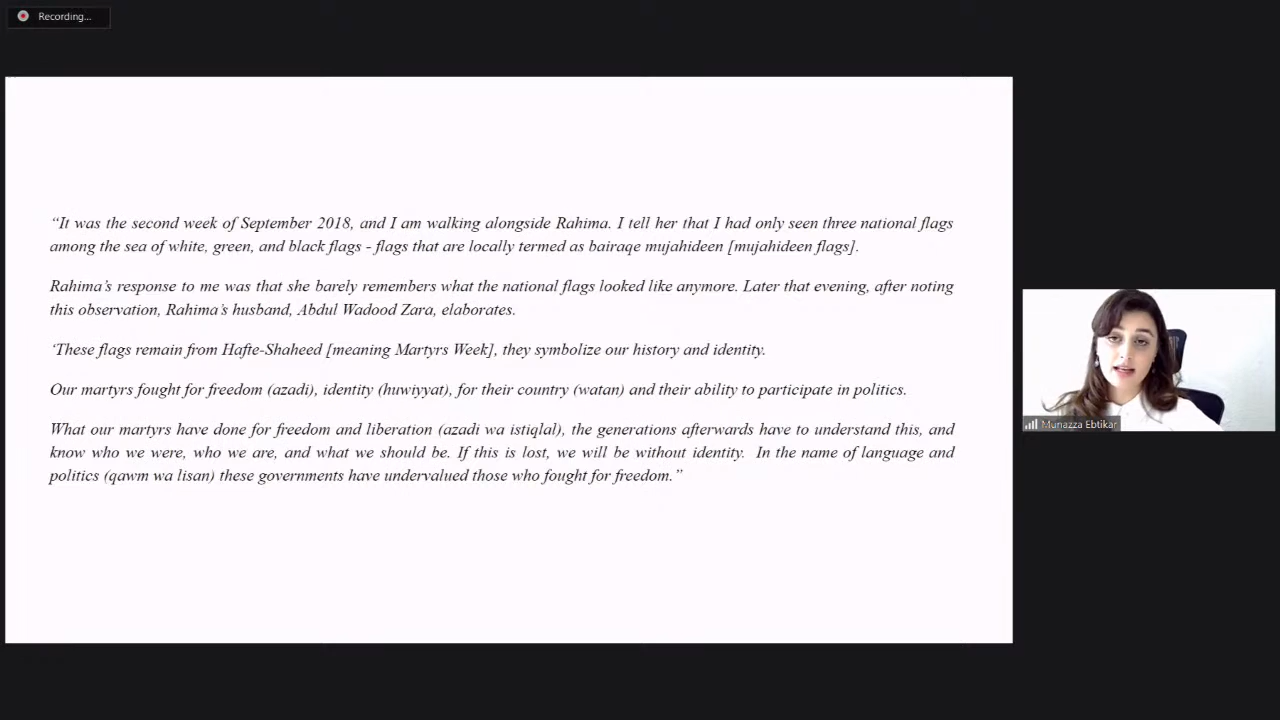 Recording...
“It was the second week of September 2018, and I am walking alongside Rahima. I tell her that I had only seen three national flags
among the sea of white, green, and black flags - flags that are locally termed as bairaqe mujahideen [mujahideen flags].
Rahima’s response to me was that she barely remembers what the national flags looked like anymore. Later that evening, after noting
this observation, Rahima’s husband, Abdul Wadood Zara, elaborates.
‘These flags remain from Hafte-Shaheed [meaning Martyrs Week], they symbolize our history and identity.
Our martyrs fought for freedom (azadi), identity (huwiyyat), for their country (watan) and their ability to participate in politics.
What our martyrs have done for freedom and liberation (azadi wa istiqlal), the generations afterwards have to understand this, and
know who we were, who we are, and what we should be. If this is lost, we will be without identity. In the name of language and
politics (qawm wa lisan) these governments have undervalued those who fought for freedom.”
Munazza Ebtikar